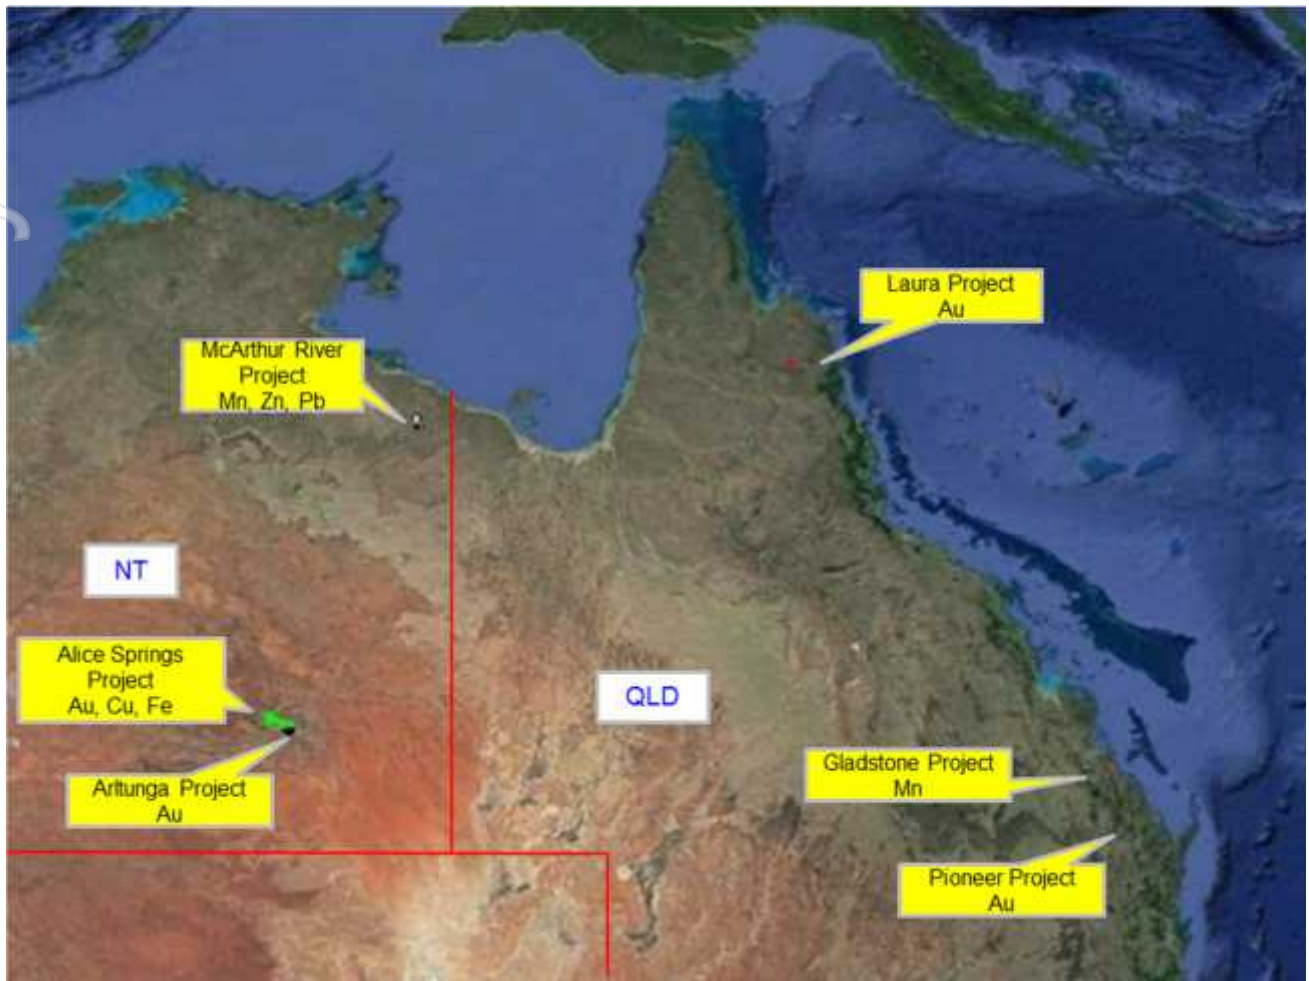 Laura Project
Au
McArthur River
Project
Mn, Zn, Pb
NT
Alice Springs
Project
Au, Cu, Fe
QLD
Arltunga Project
Au
Gladstone Project
Mn
Pioneer Project
Au